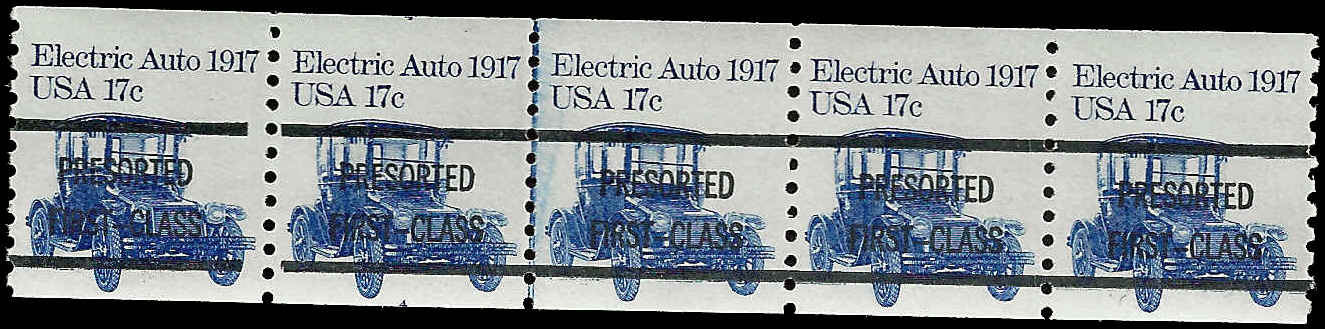 Electric Auto 1917 Electric Auto 1917 Electric Auto 1917 Electric Auto 1917 Electric Auto 1917
USA 17c USA 17c USA 17c USA 17c USA 17c
PRESORTED PRESORTED PRESORTED PRESORTED PRESORTED
FIRST-CLASS FIRST-CLASS FIRST-CLASS FIRST-CLASS FIRST-CLASS
4